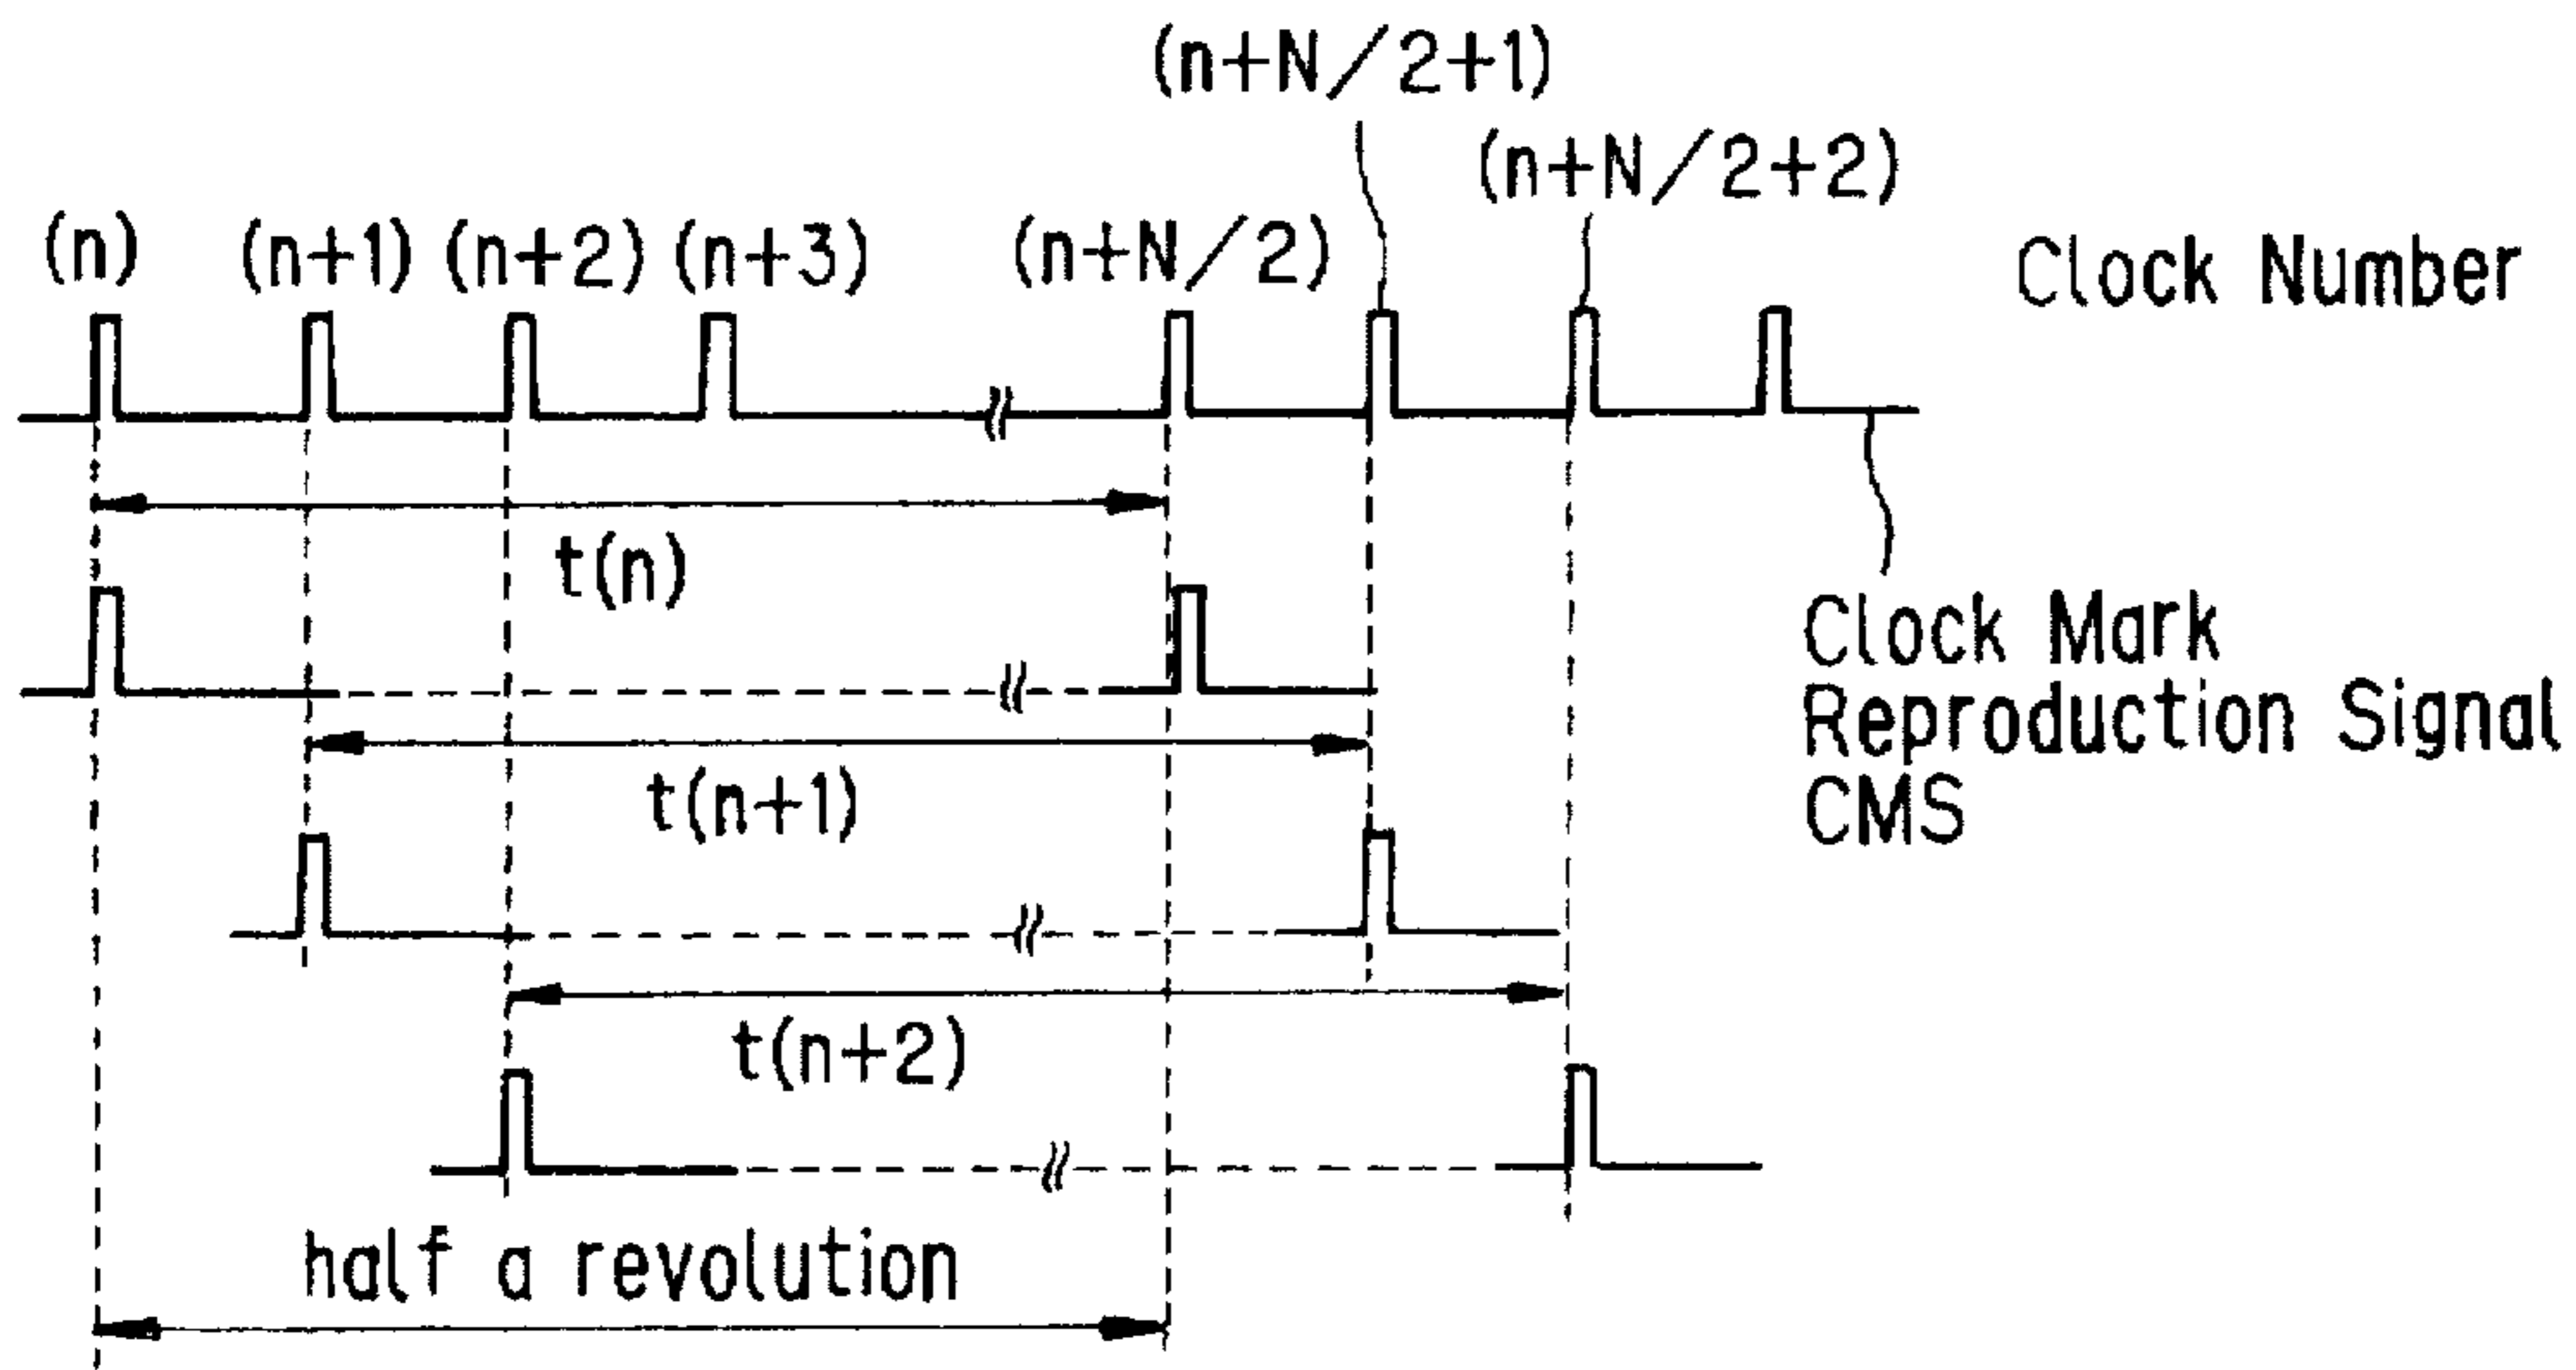 (n+N/2+1)
(n+N/2+2)
(n) (n+1) (n+2) (n+3) (n+N/2) Clock Number
t(n)
Clock Mark
Reproduction Signal
CMS
t(n+1)
t(n+2)
half a revolution